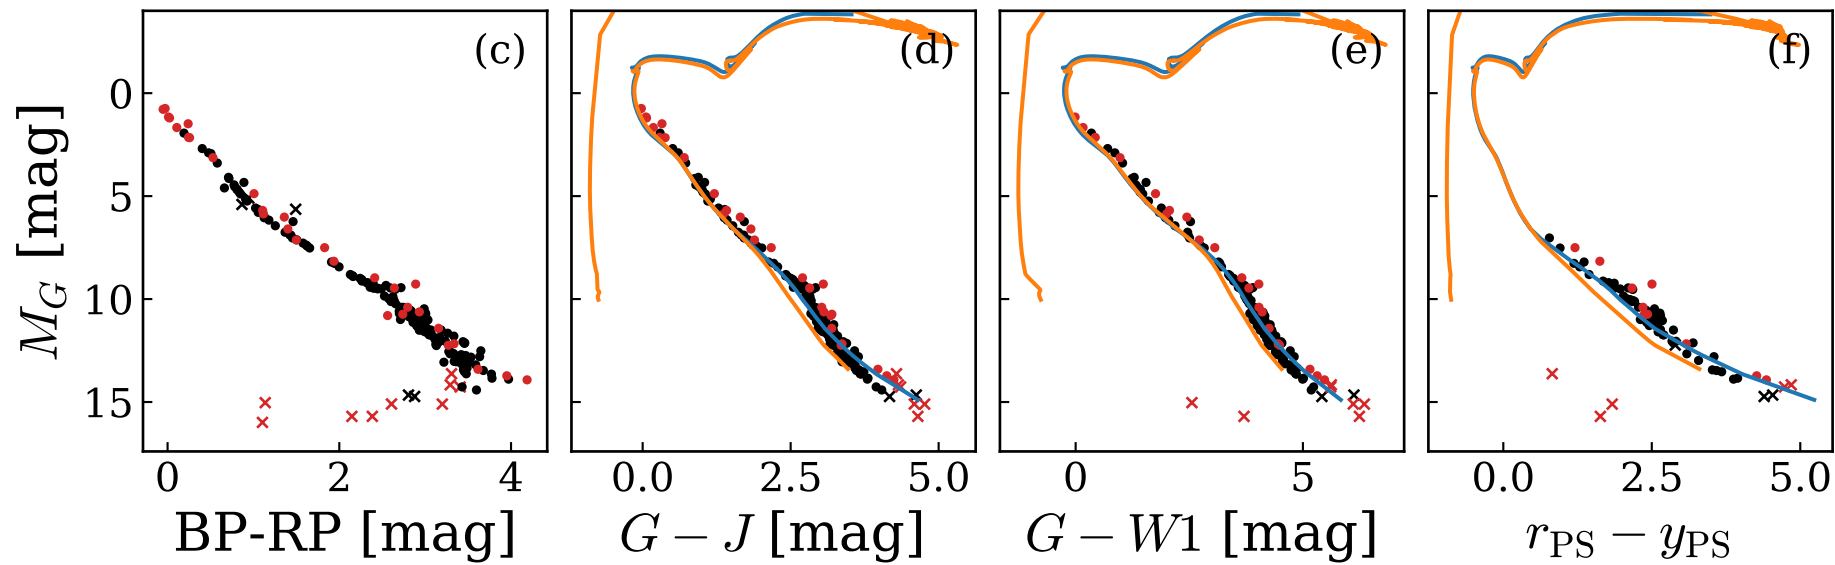 (c) (d) (e) (f)
M_G [mag]
0
5
10
15
0 2 4 0.0 2.5 5.0 0 5 0.0 2.5 5.0
BP-RP [mag] G − J [mag] G − W1 [mag] r_PS − y_PS